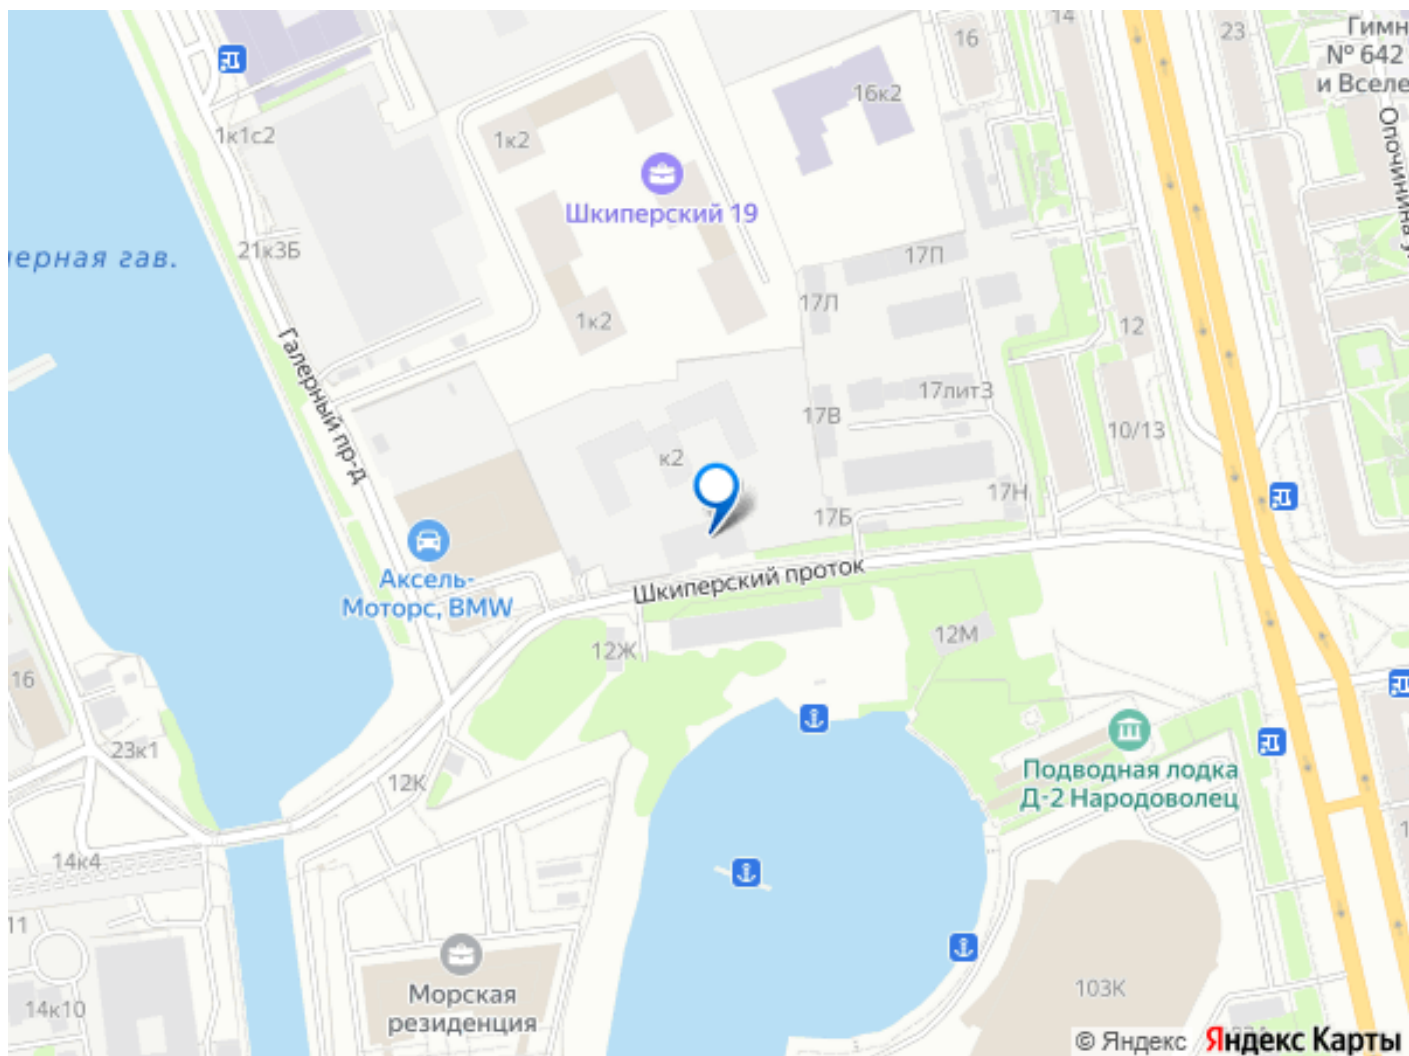 14
16
23
Гимн
№ 642
и Вселе
16к2
Опочинина у
1к1с2
1к2
Шкиперский 19
21к3Б
ерная гав.
17П
17Л
1к2
12
Галерный пр-д
17лит3
17В
10/13
к2
17Н
17Б
Аксель-
Моторс, BMW
Шкиперский проток
12Ж
12М
16
23к1
12К
Подводная лодка
Д-2 Народоволец
14к4
11
Морская
резиденция
14к10
103К
© Яндекс Яндекс Карты